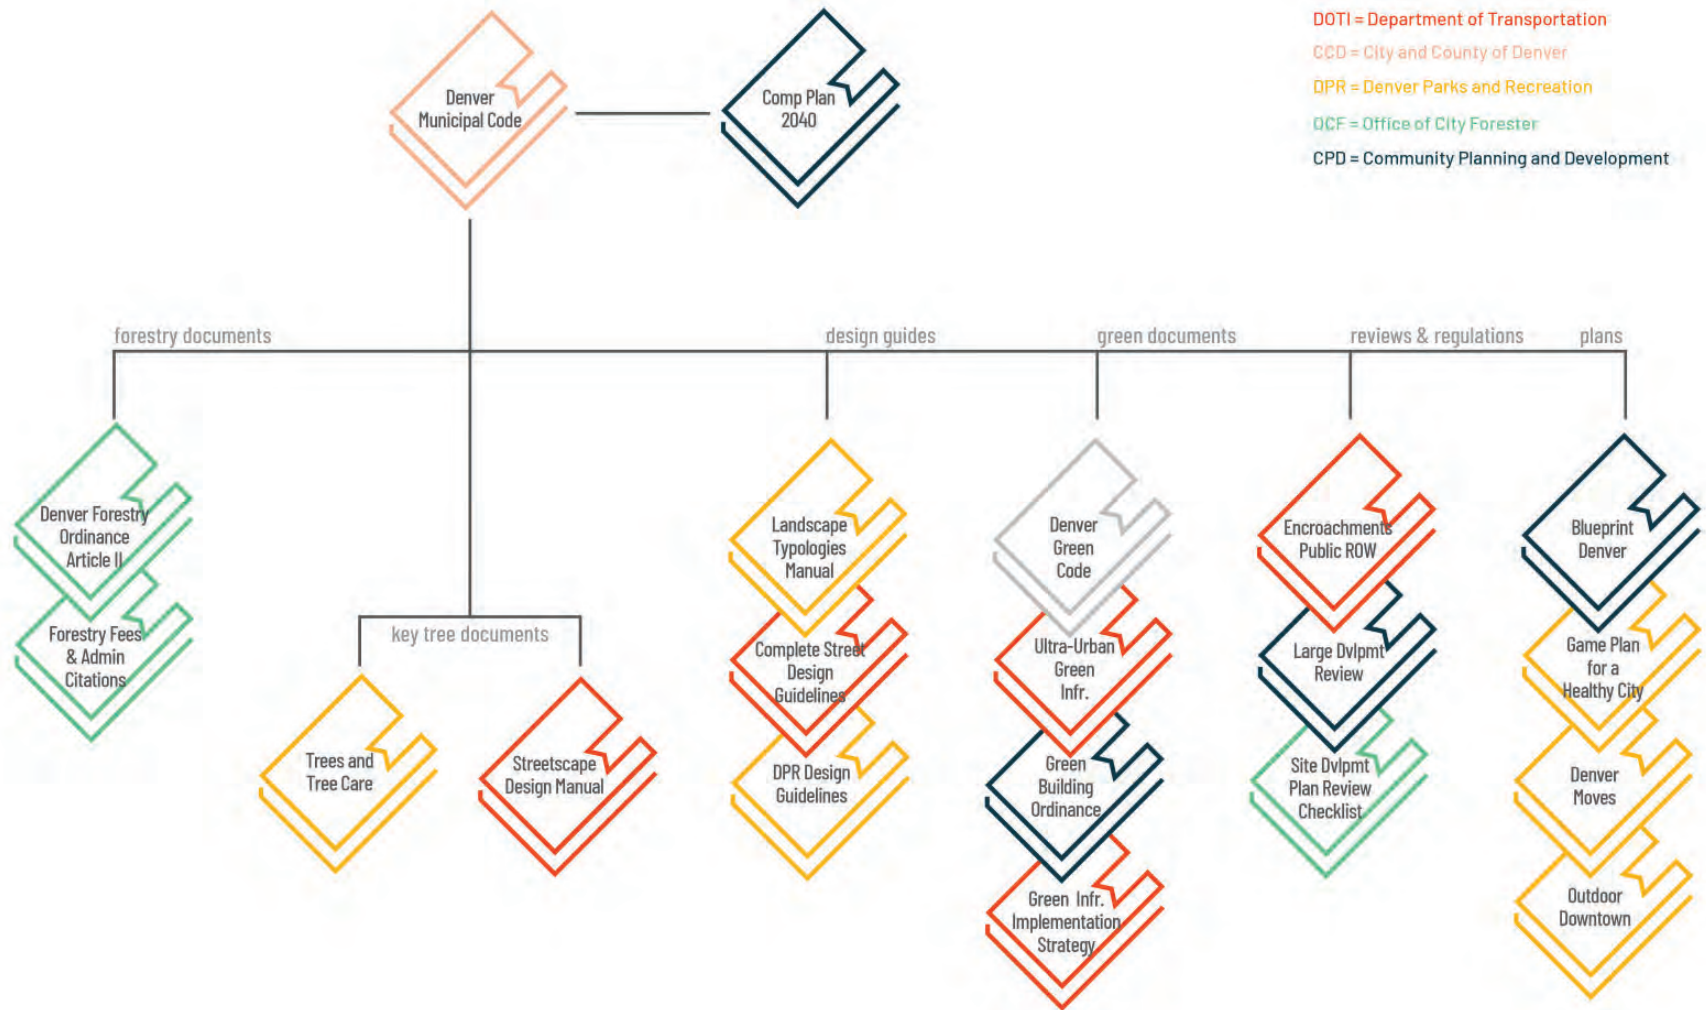 DOTI = Department of Transportation
CCD = City and County of Denver
DPR = Denver Parks and Recreation
OCF = Office of City Forester
CPD = Community Planning and Development
Denver
Municipal Code
Comp Plan
2040
forestry documents
design guides
green documents
reviews & regulations
plans
Denver Forestry
Ordinance
Article II
Forestry Fees
& Admin
Citations
key tree documents
Trees and
Tree Care
Streetscape
Design Manual
Landscape
Typologies
Manual
Complete Street
Design
Guidelines
DPR Design
Guidelines
Denver
Green
Code
Ultra-Urban
Green
Infr.
Green
Building
Ordinance
Green Infr.
Implementation
Strategy
Encroachments
Public ROW
Large Dvlpmt
Review
Site Dvlpmt
Plan Review
Checklist
Blueprint
Denver
Game Plan
for a
Healthy City
Denver
Moves
Outdoor
Downtown